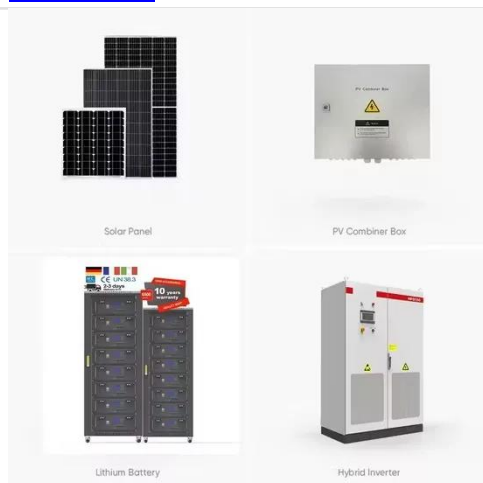 PV Combiner Box
Solar Panel
PV Combiner Box
CE UN38.3
2-3 days
10 years
warranty
Lithium Battery
Hybrid Inverter